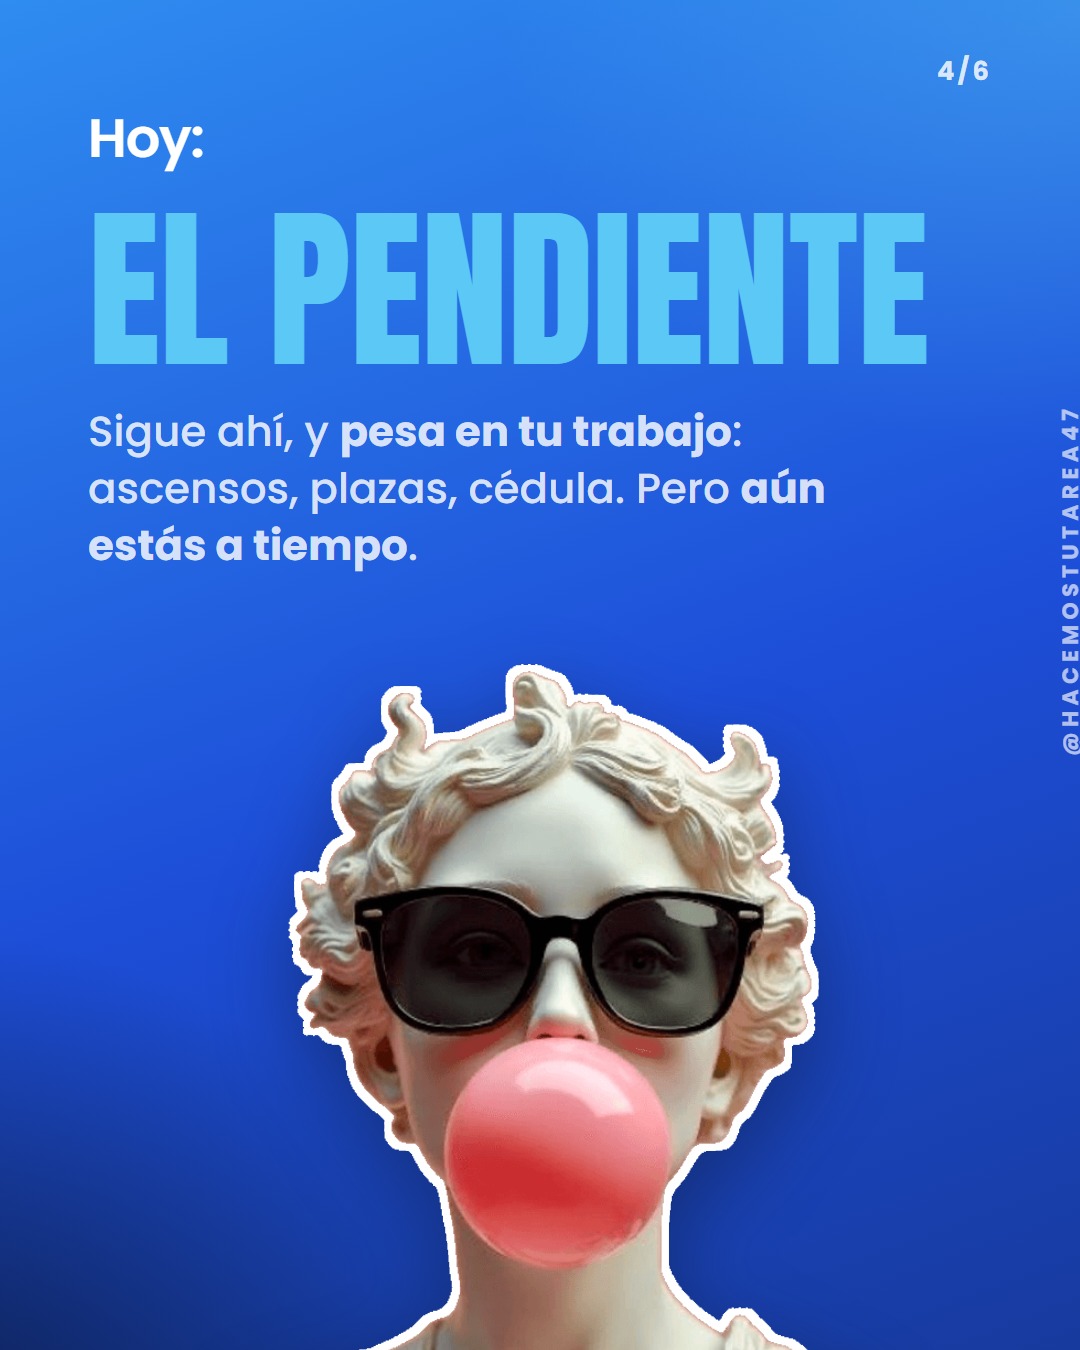 4/6
Hoy:
EL PENDIENTE
Sigue ahí, y pesa en tu trabajo:
ascensos, plazas, cédula. Pero aún
estás a tiempo.
@HACEMOSTUTAREA47